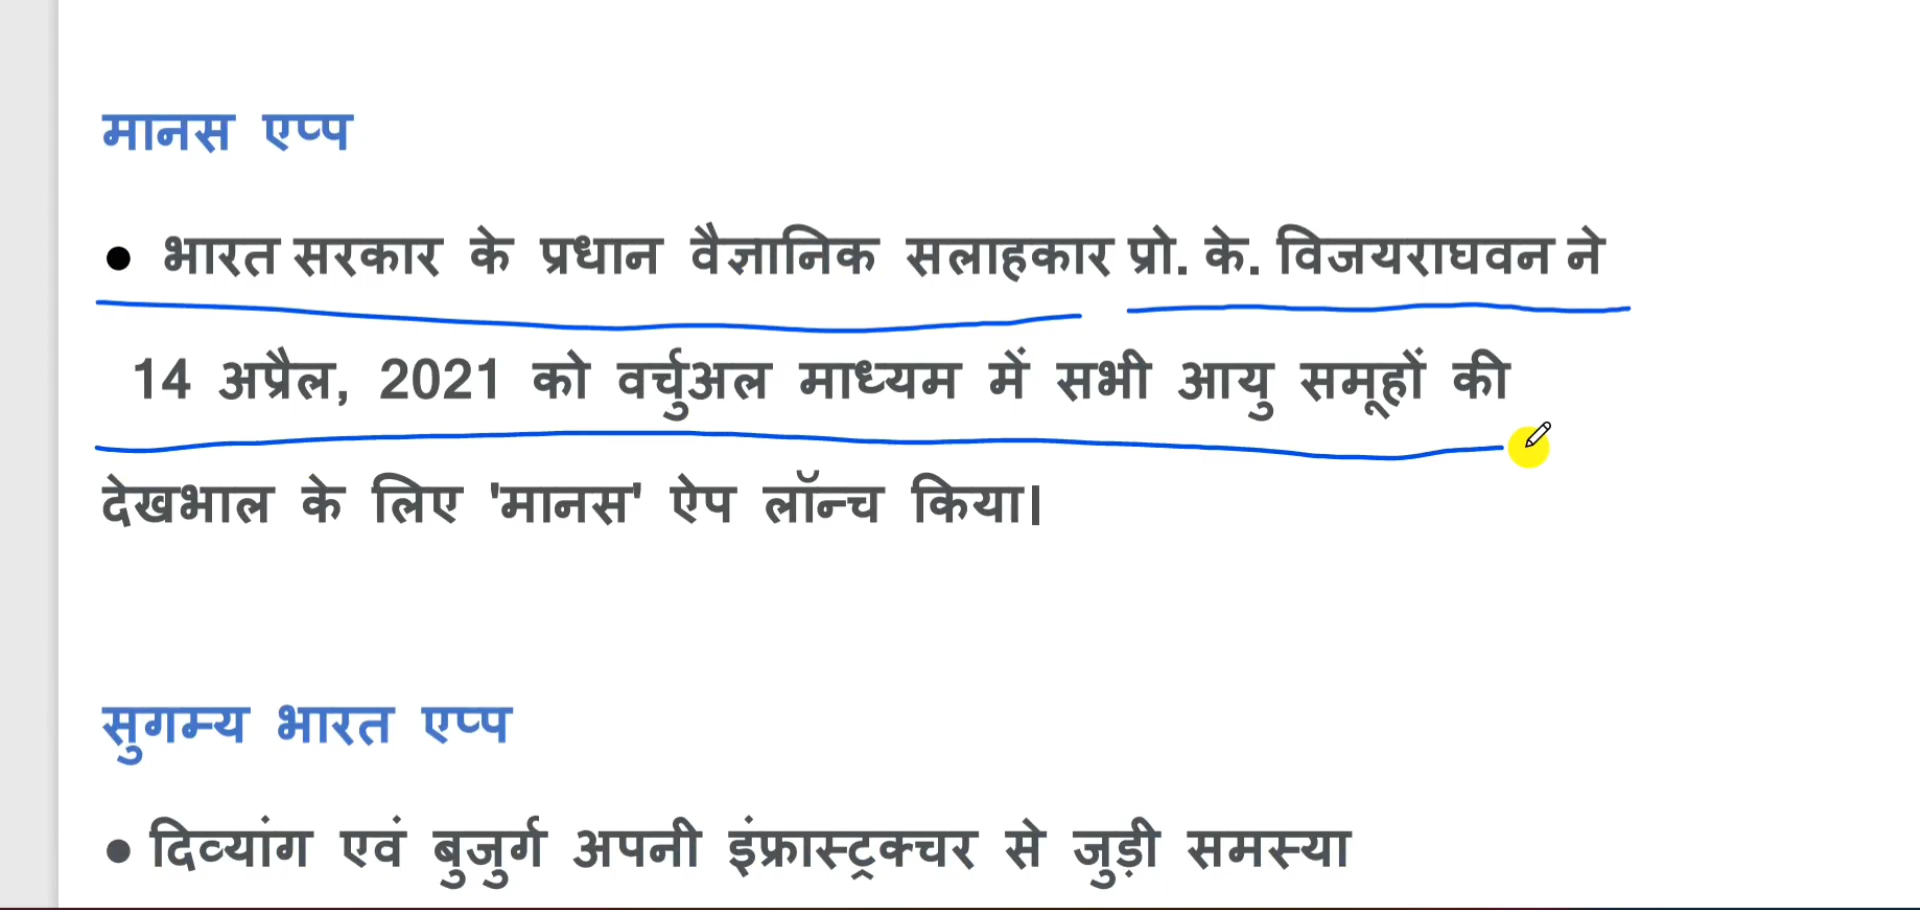 मानस एप्प
● भारत सरकार के प्रधान वैज्ञानिक सलाहकार प्रो. के. विजयराघवन ने
14 अप्रैल, 2021 को वर्चुअल माध्यम में सभी आयु समूहों की
देखभाल के लिए 'मानस' ऐप लॉन्च किया।
सुगम्य भारत एप्प
● दिव्यांग एवं बुजुर्ग अपनी इंफ्रास्ट्रक्चर से जुड़ी समस्या